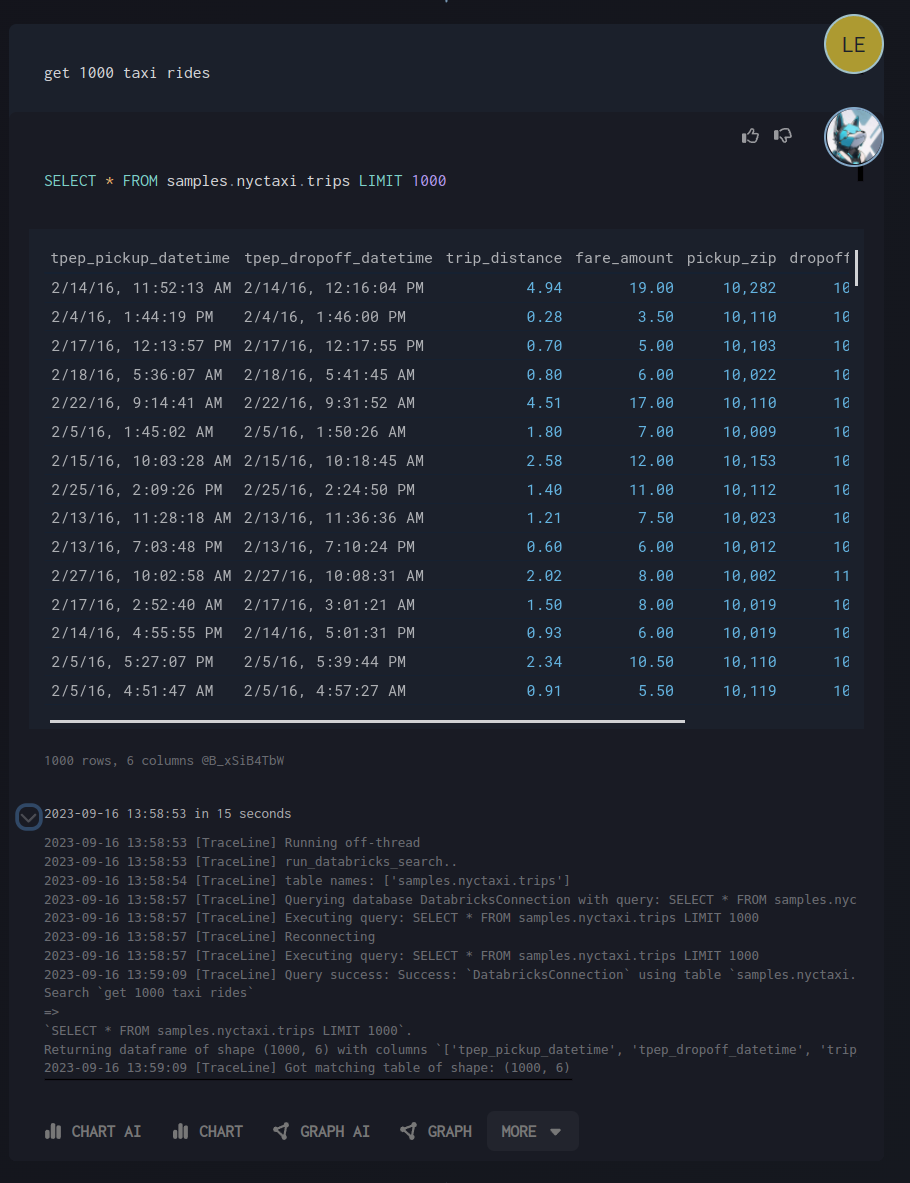 LE
get 1000 taxi rides
SELECT * FROM samples.nyctaxi.trips LIMIT 1000
tpep_pickup_datetime tpep_dropoff_datetime trip_distance fare_amount pickup_zip dropoff
2/14/16, 11:52:13 AM 2/14/16, 12:16:04 PM 4.94 19.00 10,282 10
2/4/16, 1:44:19 PM 2/4/16, 1:46:00 PM 0.28 3.50 10,110 10
2/17/16, 12:13:57 PM 2/17/16, 12:17:55 PM 0.70 5.00 10,103 10
2/18/16, 5:36:07 AM 2/18/16, 5:41:45 AM 0.80 6.00 10,022 10
2/22/16, 9:14:41 AM 2/22/16, 9:31:52 AM 4.51 17.00 10,110 10
2/5/16, 1:45:02 AM 2/5/16, 1:50:26 AM 1.80 7.00 10,009 10
2/15/16, 10:03:28 AM 2/15/16, 10:18:45 AM 2.58 12.00 10,153 10
2/25/16, 2:09:26 PM 2/25/16, 2:24:50 PM 1.40 11.00 10,112 10
2/13/16, 11:28:18 AM 2/13/16, 11:36:36 AM 1.21 7.50 10,023 10
2/13/16, 7:03:48 PM 2/13/16, 7:10:24 PM 0.60 6.00 10,012 10
2/27/16, 10:02:58 AM 2/27/16, 10:08:31 AM 2.02 8.00 10,002 11
2/17/16, 2:52:40 AM 2/17/16, 3:01:21 AM 1.50 8.00 10,019 10
2/14/16, 4:55:55 PM 2/14/16, 5:01:31 PM 0.93 6.00 10,019 10
2/5/16, 5:27:07 PM 2/5/16, 5:39:44 PM 2.34 10.50 10,110 10
2/5/16, 4:51:47 AM 2/5/16, 4:57:27 AM 0.91 5.50 10,119 10
1000 rows, 6 columns @B_xSiB4TbW
2023-09-16 13:58:53 in 15 seconds
2023-09-16 13:58:53 [TraceLine] Running off-thread
2023-09-16 13:58:53 [TraceLine] run_databricks_search..
2023-09-16 13:58:54 [TraceLine] table names: ['samples.nyctaxi.trips']
2023-09-16 13:58:57 [TraceLine] Querying database DatabricksConnection with query: SELECT * FROM samples.nyc
2023-09-16 13:58:57 [TraceLine] Executing query: SELECT * FROM samples.nyctaxi.trips LIMIT 1000
2023-09-16 13:58:57 [TraceLine] Reconnecting
2023-09-16 13:58:57 [TraceLine] Executing query: SELECT * FROM samples.nyctaxi.trips LIMIT 1000
2023-09-16 13:59:09 [TraceLine] Query success: Success: `DatabricksConnection` using table `samples.nyctaxi.
Search `get 1000 taxi rides`
=>
`SELECT * FROM samples.nyctaxi.trips LIMIT 1000`.
Returning dataframe of shape (1000, 6) with columns `['tpep_pickup_datetime', 'tpep_dropoff_datetime', 'trip
2023-09-16 13:59:09 [TraceLine] Got matching table of shape: (1000, 6)
CHART AI CHART GRAPH AI GRAPH MORE